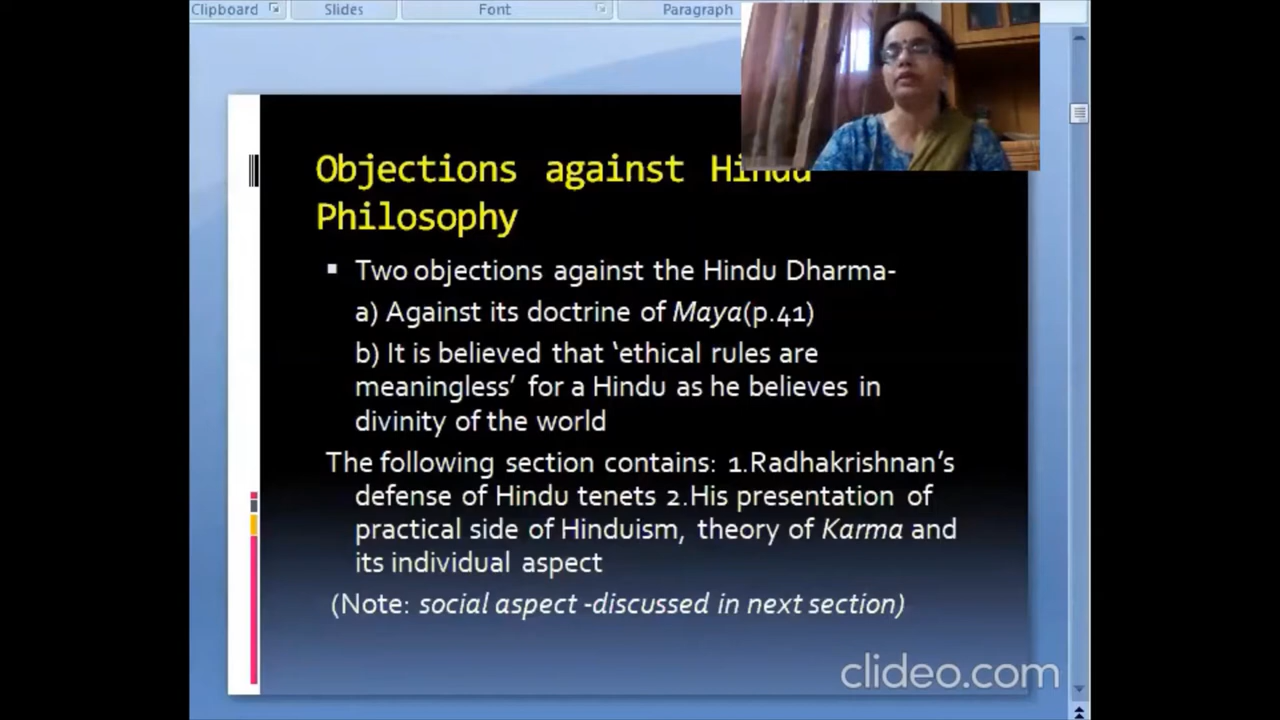 Clipboard Slides Font Paragraph
Objections against Hindu
Philosophy
Two objections against the Hindu Dharma-
a) Against its doctrine of Maya(p.41)
b) It is believed that ‘ethical rules are
meaningless’ for a Hindu as he believes in
divinity of the world
The following section contains: 1.Radhakrishnan’s
defense of Hindu tenets 2.His presentation of
practical side of Hinduism, theory of Karma and
its individual aspect
(Note: social aspect -discussed in next section)
clideo.com